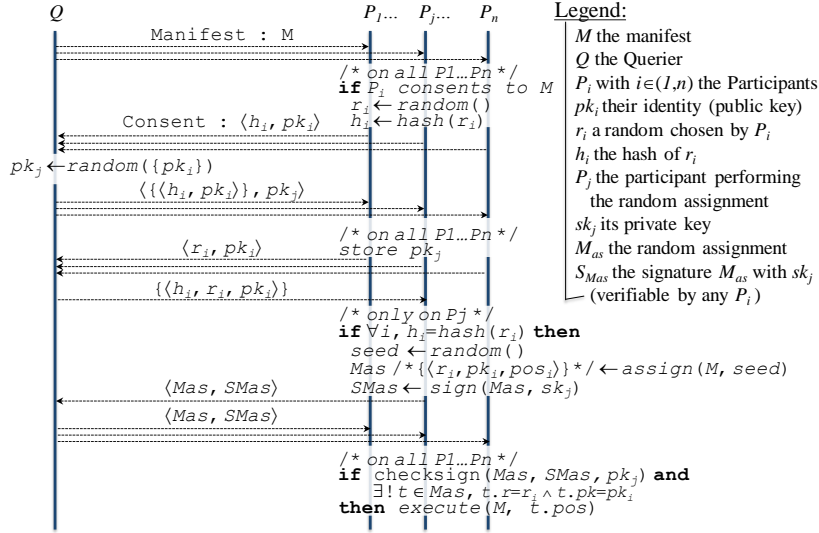 Q P1... Pj... Pn
Manifest : M
/* on all P1…Pn */
if Pi consents to M
ri ← random()
hi ← hash(ri)
Consent : ⟨hi, pki⟩
pkj ← random({pki})
⟨{⟨hi, pki⟩}, pkj⟩
/* on all P1…Pn */
store pkj
⟨ri, pki⟩
{⟨hi, ri, pki⟩}
/* only on Pj */
if ∀i, hi=hash(ri) then
seed ← random()
Mas /*{⟨ri, pki, posi⟩}*/ ← assign(M, seed)
SMas ← sign(Mas, skj)
⟨Mas, SMas⟩
⟨Mas, SMas⟩
/* on all P1…Pn */
if checksign(Mas, SMas, pkj) and
∃! t ∈ Mas, t.r=ri ∧ t.pk=pki
then execute(M, t.pos)
Legend:
M the manifest
Q the Querier
Pi with i∈(1,n) the Participants
pki their identity (public key)
ri a random chosen by Pi
hi the hash of ri
Pj the participant performing
the random assignment
skj its private key
Mas the random assignment
SMas the signature Mas with skj
(verifiable by any Pi )